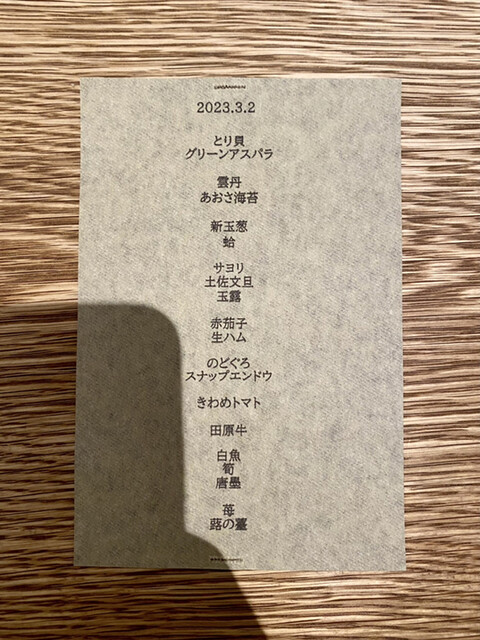 2023.3.2
とり貝
グリーンアスパラ
雲丹
あおさ海苔
新玉葱
蛤
サヨリ
土佐文旦
玉露
赤茄子
生ハム
のどぐろ
スナップエンドウ
きわめトマト
田原牛
白魚
筍
唐墨
苺
蕗の薹